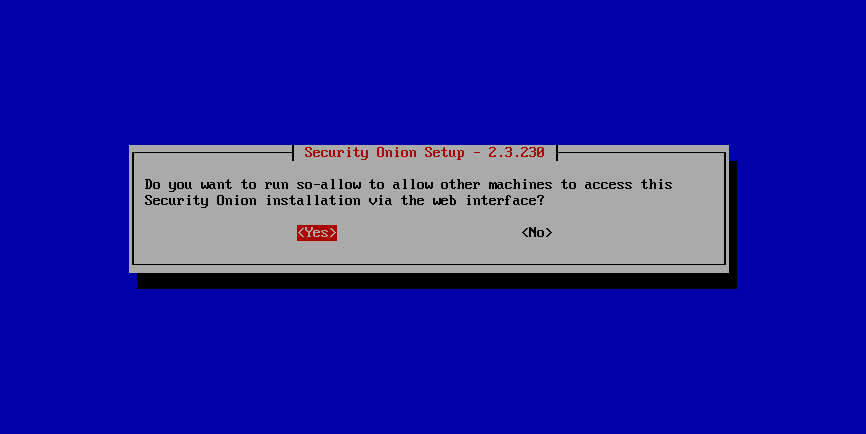 Security Onion Setup - 2.3.230
Do you want to run so-allow to allow other machines to access this
Security Onion installation via the web interface?
<Yes> <No>